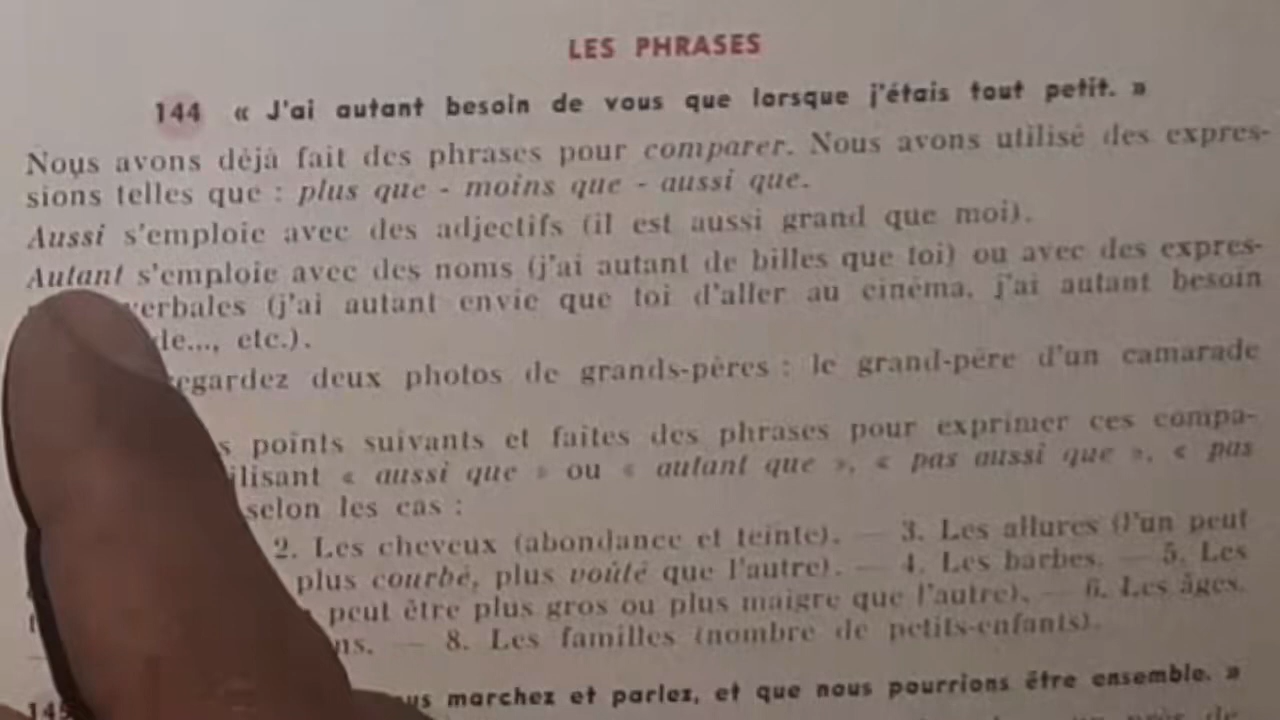 LES PHRASES
144 « J'ai autant besoin de vous que lorsque j'étais tout petit. »
Nous avons déjà fait des phrases pour comparer. Nous avons utilisé des expres-
sions telles que : plus que - moins que - aussi que.
Aussi s'emploie avec des adjectifs (il est aussi grand que moi).
Autant s'emploie avec des noms (j'ai autant de billes que toi) ou avec des expres-
verbales (j'ai autant envie que toi d'aller au cinéma, j'ai autant besoin
de..., etc.).
regardez deux photos de grands-pères : le grand-père d'un camarade
points suivants et faites des phrases pour exprimer ces compa-
ilisant « aussi que » ou « autant que », « pas aussi que », « pas
selon les cas :
2. Les cheveux (abondance et teinte). — 3. Les allures (l'un peut
plus courbé, plus voûté que l'autre). — 4. Les barbes. — 5. Les
peut être plus gros ou plus maigre que l'autre). — 6. Les âges.
ns. — 8. Les familles (nombre de petits-enfants).
us marchez et parlez, et que nous pourrions être ensemble. »